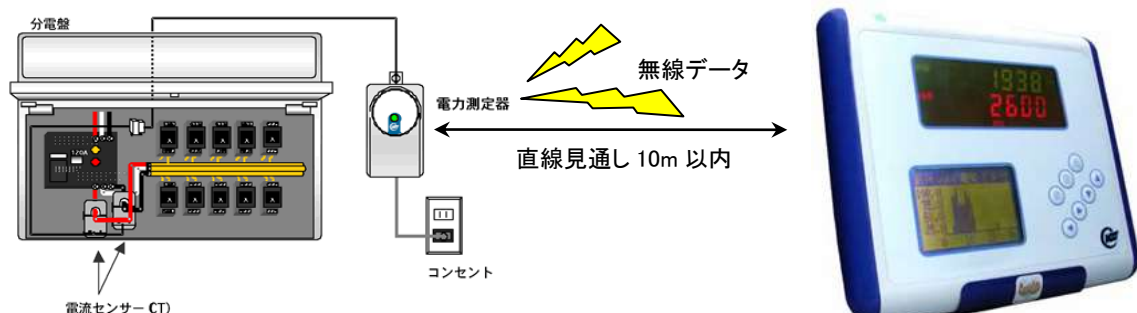 分電盤
120A
電力測定器
コンセント
電流センサー CT)
無線データ
直線見通し 10m 以内
1938
2600